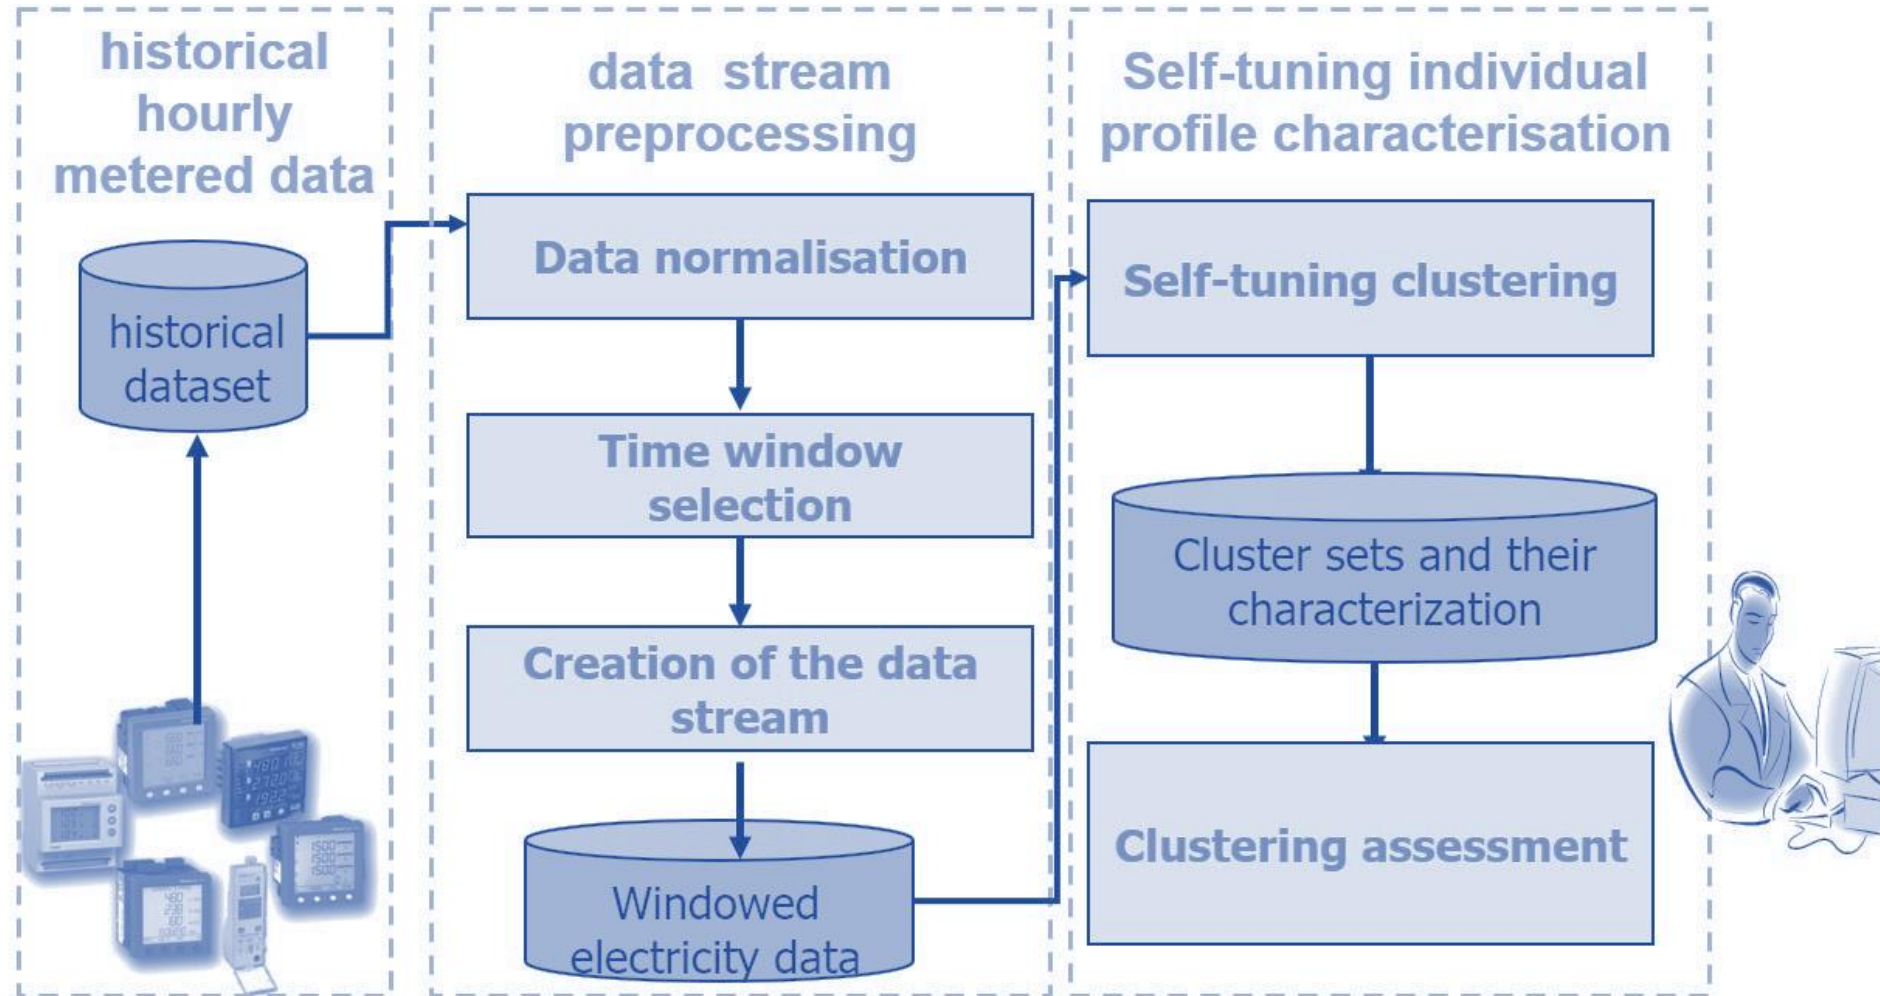 historical
hourly
metered data
historical
dataset
data stream
preprocessing
Data normalisation
Time window
selection
Creation of the data
stream
Windowed
electricity data
Self-tuning individual
profile characterisation
Self-tuning clustering
Cluster sets and their
characterization
Clustering assessment